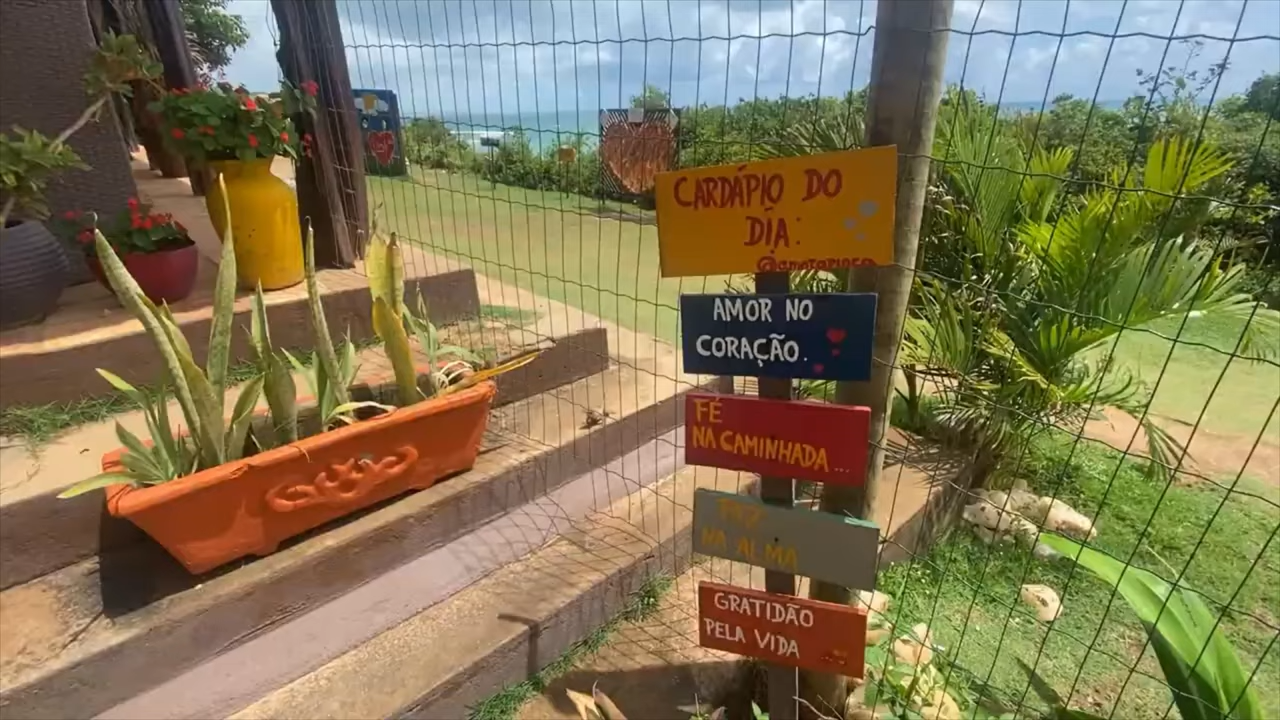 CARDÁPIO DO
DIA:
AMOR NO
CORAÇÃO.
FÉ
NA CAMINHADA...
PAZ
NA ALMA
GRATIDÃO
PELA VIDA...